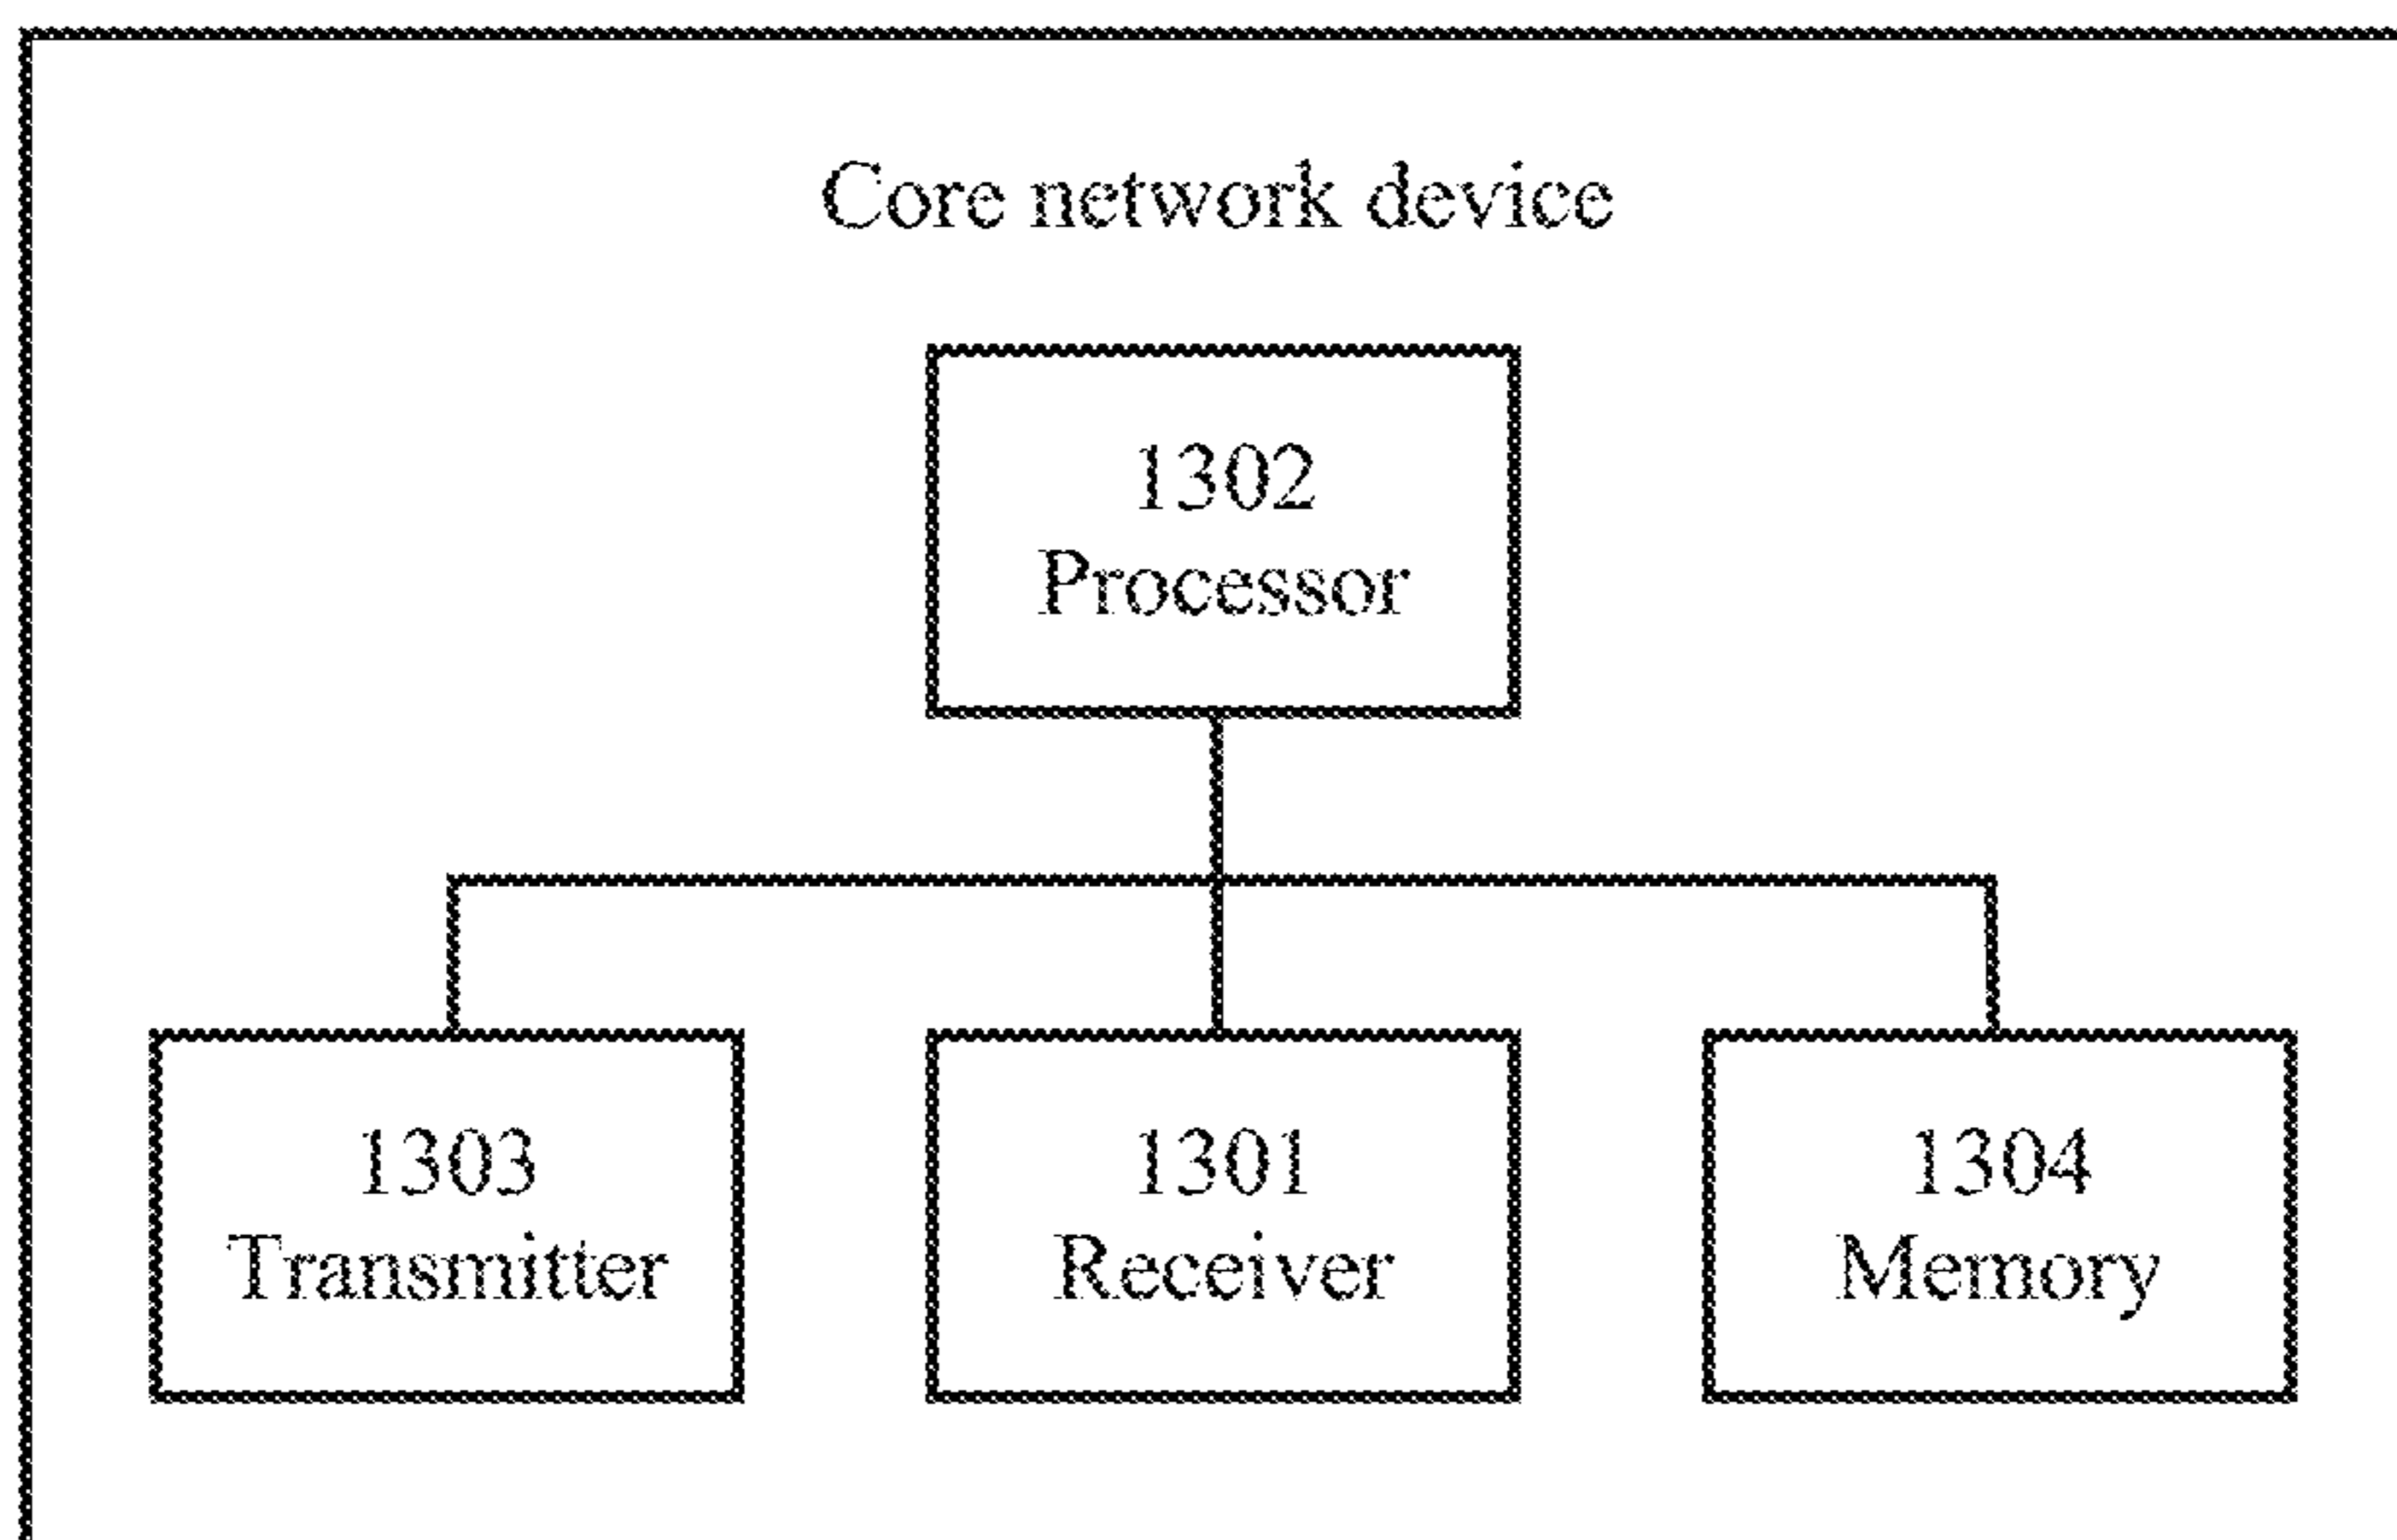 Core network device
1302
Processor
1303
Transmitter
1301
Receiver
1304
Memory